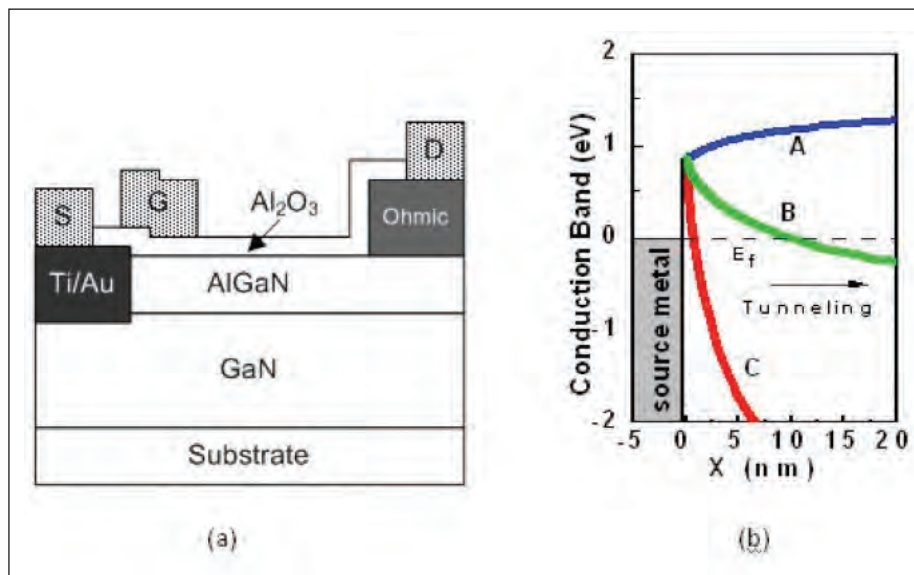 S
G
D
Al₂O₃
Ohmic
Ti/Au
AlGaN
GaN
Substrate
(a)
Conduction Band (eV)
2
1
0
-1
-2
A
B
E_f
Tunneling
C
source metal
-5 0 5 10 15 20
X (nm)
(b)